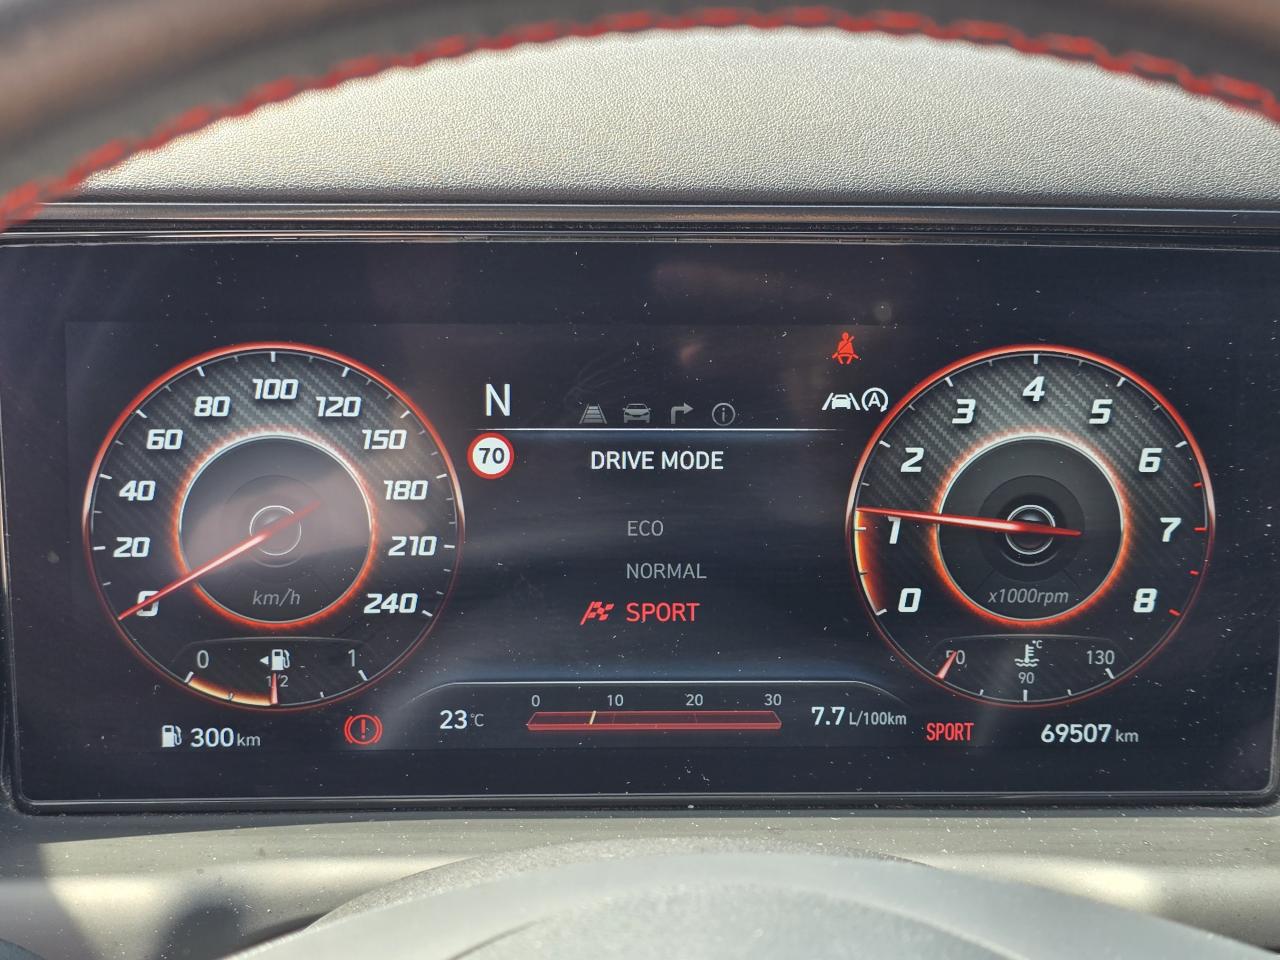 0
20
40
60
80
100
120
150
180
210
240
km/h
0
1/2
1
300 km
N
70
DRIVE MODE
ECO
NORMAL
SPORT
23°C
0 10 20 30
7.7 L/100km
A
0
1
2
3
4
5
6
7
8
x1000rpm
50
°C
90
130
SPORT
69507 km